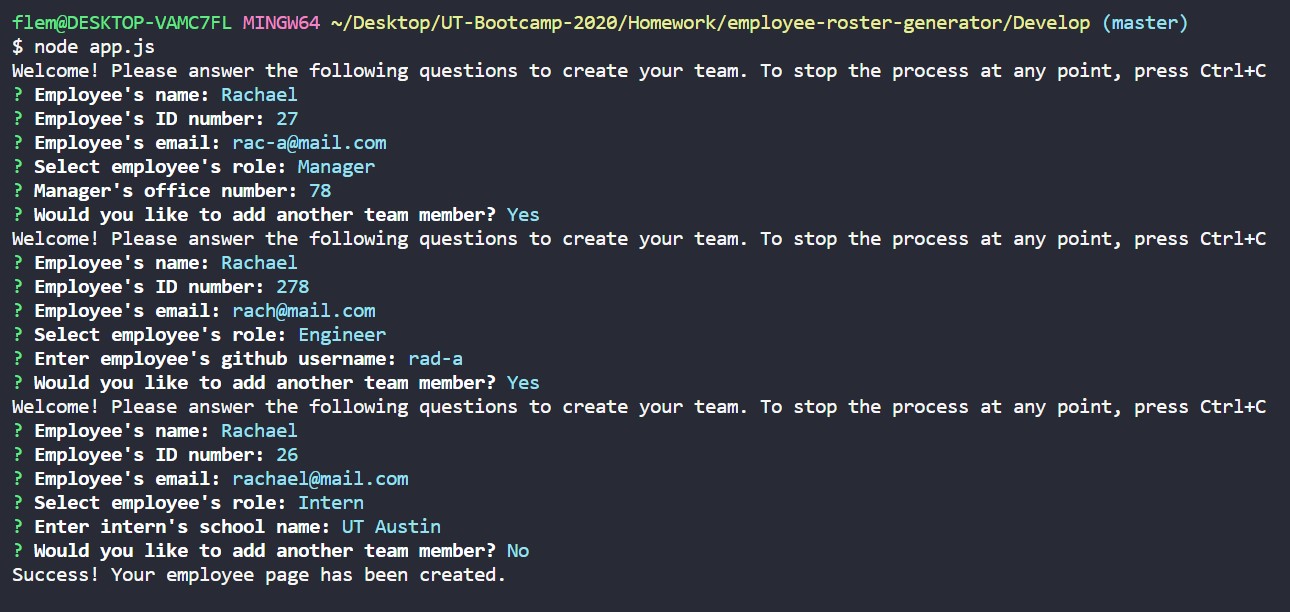 flem@DESKTOP-VAMC7FL MINGW64 ~/Desktop/UT-Bootcamp-2020/Homework/employee-roster-generator/Develop (master)
$ node app.js
Welcome! Please answer the following questions to create your team. To stop the process at any point, press Ctrl+C
? Employee's name: Rachael
? Employee's ID number: 27
? Employee's email: rac-a@mail.com
? Select employee's role: Manager
? Manager's office number: 78
? Would you like to add another team member? Yes
Welcome! Please answer the following questions to create your team. To stop the process at any point, press Ctrl+C
? Employee's name: Rachael
? Employee's ID number: 278
? Employee's email: rach@mail.com
? Select employee's role: Engineer
? Enter employee's github username: rad-a
? Would you like to add another team member? Yes
Welcome! Please answer the following questions to create your team. To stop the process at any point, press Ctrl+C
? Employee's name: Rachael
? Employee's ID number: 26
? Employee's email: rachael@mail.com
? Select employee's role: Intern
? Enter intern's school name: UT Austin
? Would you like to add another team member? No
Success! Your employee page has been created.